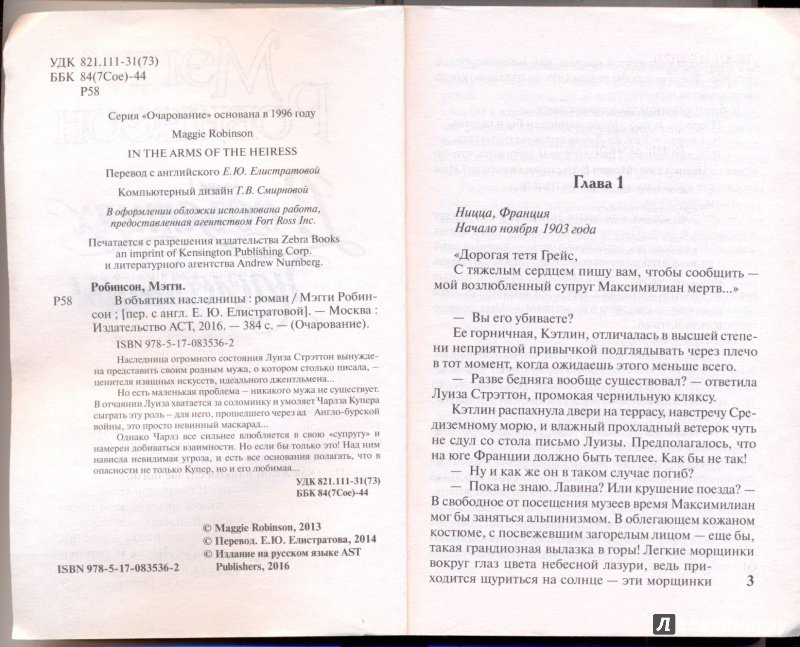 УДК 821.111-31(73)
ББК 84(7Сое)-44
Р58
Серия «Очарование» основана в 1996 году
Maggie Robinson
IN THE ARMS OF THE HEIRESS
Перевод с английского Е.Ю. Елистратовой
Компьютерный дизайн Г.В. Смирновой
В оформлении обложки использована работа,
предоставленная агентством Fort Ross Inc.
Печатается с разрешения издательства Zebra Books
an imprint of Kensington Publishing Corp.
и литературного агентства Andrew Nurnberg.
Робинсон, Мэгги.
Р58 В объятиях наследницы : роман / Мэгги Робин-
сон ; [пер. с англ. Е. Ю. Елистратовой]. — Москва :
Издательство АСТ, 2016. — 384 с. — (Очарование).
ISBN 978-5-17-083536-2
Наследница огромного состояния Луиза Стрэттон вынужде-
на представить своим родным мужа, о котором столько писала, —
ценителя изящных искусств, идеального джентльмена...
Но есть маленькая проблема – никакого мужа не существует.
В отчаянии Луиза хватается за соломинку и умоляет Чарлза Купера
сыграть эту роль – для него, прошедшего через ад Англо-бурской
войны, это просто невинный маскарад...
Однако Чарлз все сильнее влюбляется в свою «супругу» и
намерен добиваться взаимности. Но если бы только это! Над ним
нависла невидимая угроза, и есть все основания полагать, что в
опасности не только Купер, но и его любимая...
УДК 821.111-31(73)
ББК 84(7Сое)-44
© Maggie Robinson, 2013
© Перевод. Е.Ю. Елистратова, 2014
© Издание на русском языке AST
Publishers, 2016
ISBN 978-5-17-083536-2
Глава 1
Ницца, Франция
Начало ноября 1903 года
«Дорогая тетя Грейс,
С тяжелым сердцем пишу вам, чтобы сообщить —
мой возлюбленный супруг Максимилиан мертв...»
— Вы его убиваете?
Ее горничная, Кэтлин, отличалась в высшей степе-
ни неприятной привычкой подглядывать через плечо
в тот момент, когда ожидаешь этого меньше всего.
— Разве бедняга вообще существовал? — ответила
Луиза Стрэттон, промокая чернильную кляксу.
Кэтлин распахнула двери на террасу, навстречу Сре-
диземному морю, и влажный прохладный ветерок чуть
не сдул со стола письмо Луизы. Предполагалось, что
на юге Франции должно быть теплее. Как бы не так!
— Ну и как же он в таком случае погиб?
— Пока не знаю. Лавина? Или крушение поезда? —
В свободное от посещения музеев время Максимилиан
мог бы заняться альпинизмом. В облегающем кожаном
костюме, с посвежевшим загорелым лицом — еще бы,
такая грандиозная вылазка в горы! Легкие морщинки
вокруг глаз цвета небесной лазури, ведь при-
ходится щуриться на солнце — эти морщинки
3
Л Лабиринт.ру